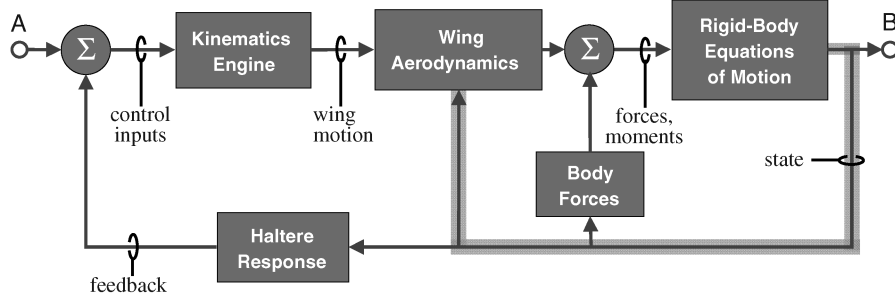 A
Σ
control
inputs
Kinematics
Engine
wing
motion
Wing
Aerodynamics
Σ
forces,
moments
Rigid-Body
Equations
of Motion
B
state
Body
Forces
Haltere
Response
feedback